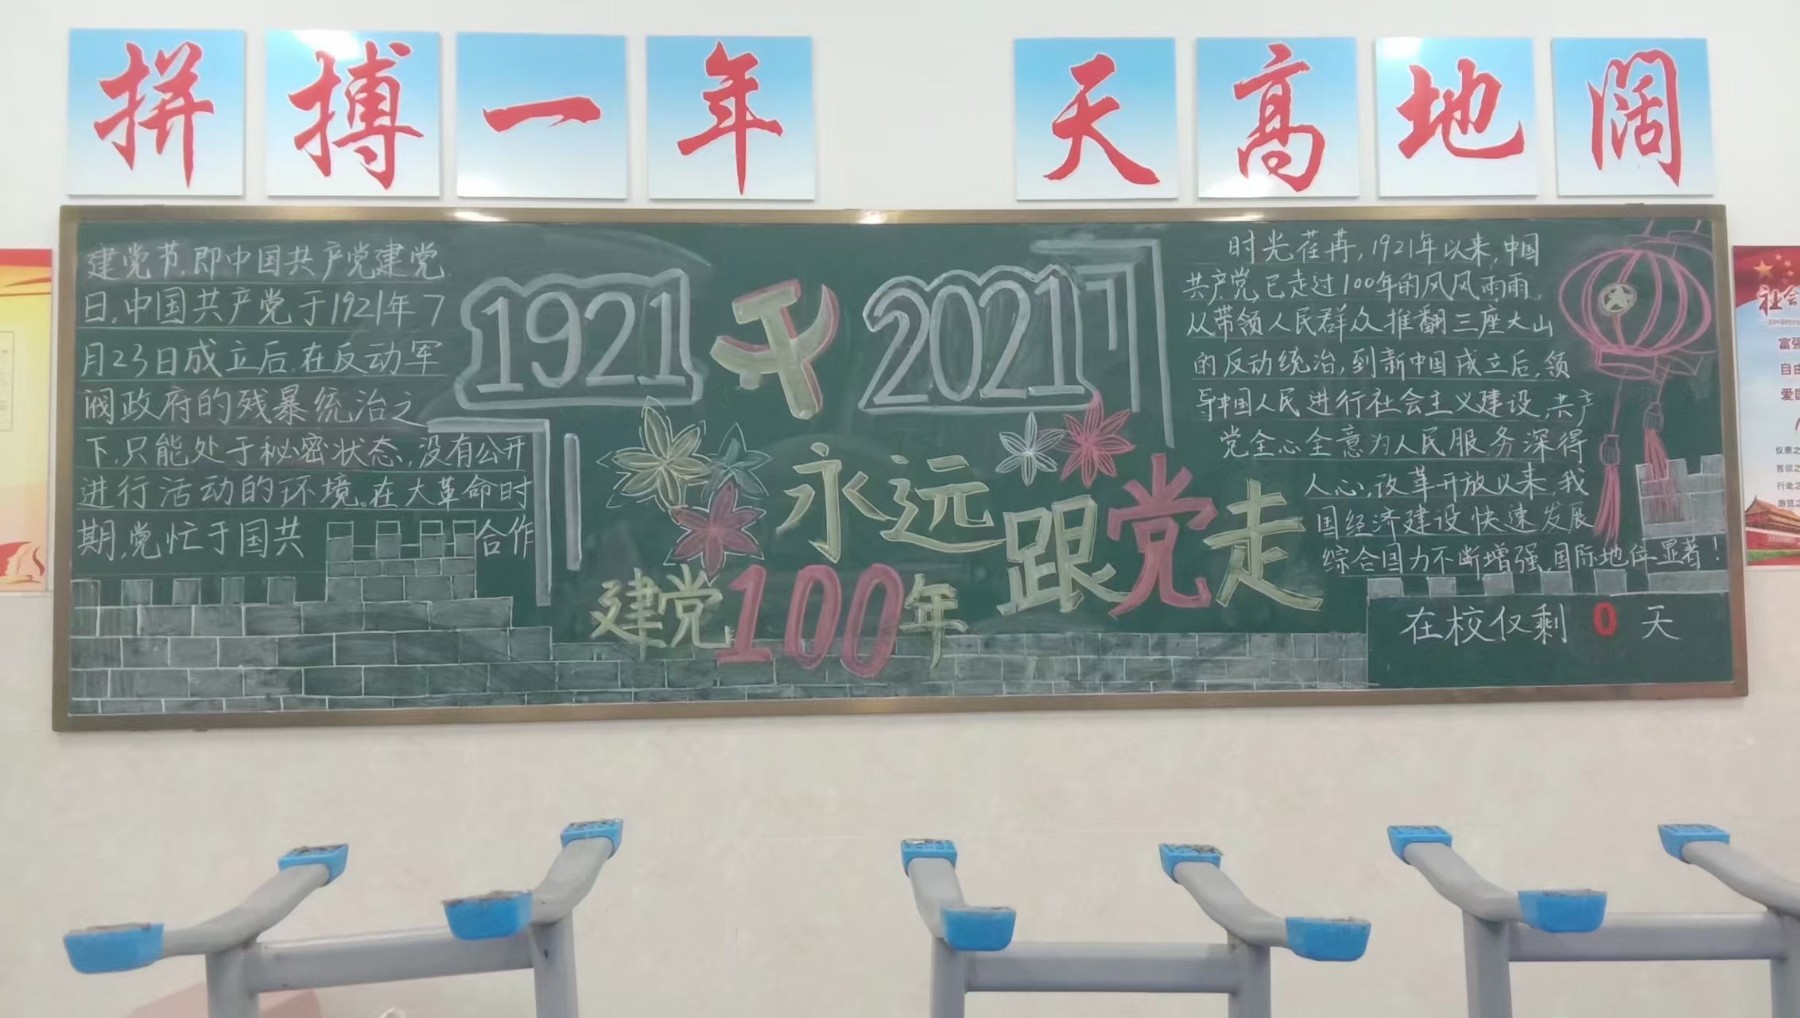 拼搏一年 天高地阔
建党节,即中国共产党建党
日,中国共产党于1921年7
月23日成立后,在反动军
阀政府的残暴统治之
下,只能处于秘密状态,没有公开
进行活动的环境。在大革命时
期,党忙于国共合作
1921 2021
永远
跟党走
建党100年
时光荏苒,1921年以来,中国
共产党已走过100年的风风雨雨,
从带领人民群众推翻三座大山
的反动统治,到新中国成立后,领
导中国人民进行社会主义建设,共产
党全心全意为人民服务深得
人心,改革开放以来,我
国经济建设快速发展
综合国力不断增强,国际地位显著!
在校仅剩 0 天
社会
富强
自由
爱国